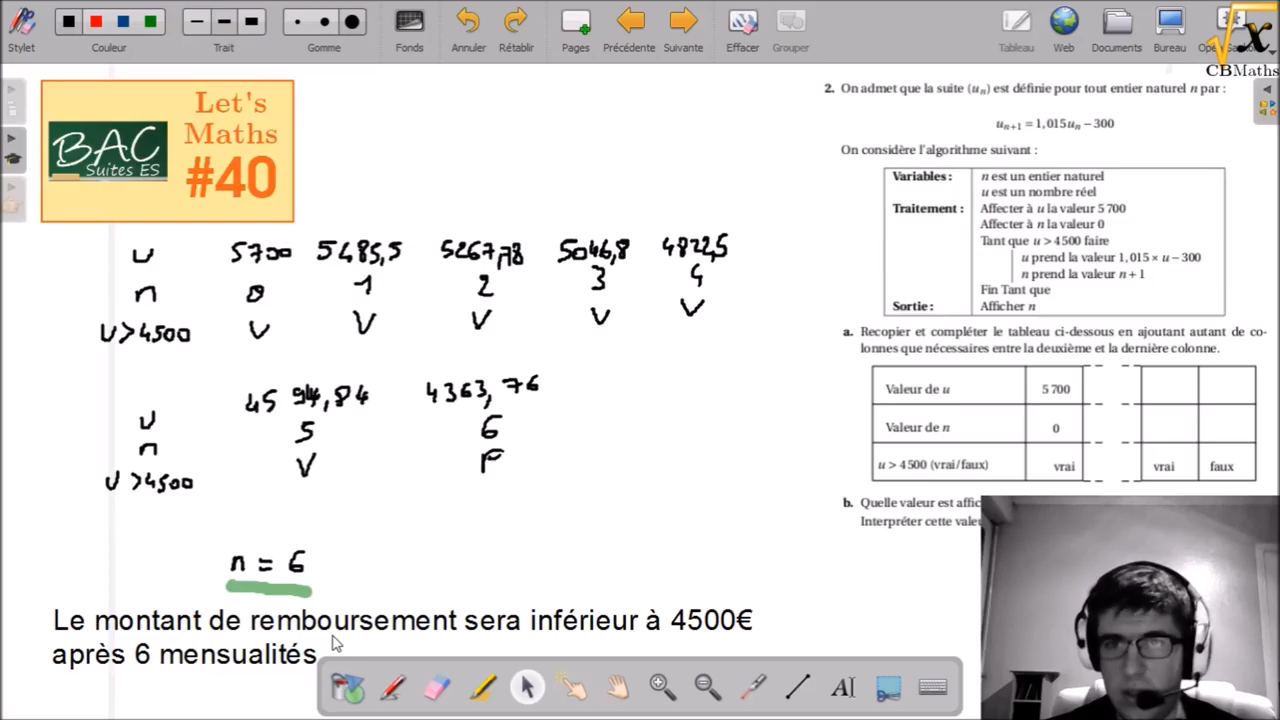 Stylet Couleur Trait Gomme Fonds Annuler Rétablir Pages Précédente Suivante Effacer Grouper Tableau Web Documents Bureau
√x
CBMaths
Let's
Maths
#40
BAC
Suites ES
u 5700 5485,5 5267,78 5046,8 4822,5
n 0 1 2 3 4
u>4500 V V V V V
u 4594,84 4363,76
n 5 6
u>4500 V F
n = 6
Le montant de remboursement sera inférieur à 4500€
après 6 mensualités
2. On admet que la suite (uₙ) est définie pour tout entier naturel n par :
uₙ₊₁ = 1,015uₙ − 300
On considère l'algorithme suivant :
Variables : n est un entier naturel
u est un nombre réel
Traitement : Affecter à u la valeur 5 700
Affecter à n la valeur 0
Tant que u > 4500 faire
u prend la valeur 1,015 × u − 300
n prend la valeur n + 1
Fin Tant que
Sortie : Afficher n
a. Recopier et compléter le tableau ci-dessous en ajoutant autant de co-
lonnes que nécessaires entre la deuxième et la dernière colonne.
Valeur de u 5 700
Valeur de n 0
u > 4500 (vrai/faux) vrai vrai faux
b. Quelle valeur est affic
Interpréter cette valeu
AI